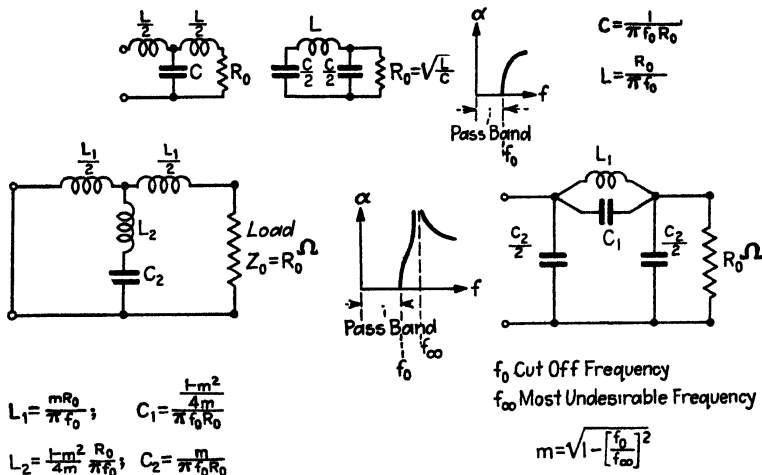 L/2 L/2
C R₀
L
C/2 C/2 R₀=√(L/C)
α
f
Pass Band
f₀
C=1/(πf₀R₀)
L=R₀/(πf₀)
L₁/2 L₁/2
L₂
C₂
Load
Z₀=R₀Ω
α
f
Pass Band
f∞
f₀
L₁
C₁
C₂/2 C₂/2
R₀Ω
f₀ Cut Off Frequency
f∞ Most Undesirable Frequency
m=√(1-[f₀/f∞]²)
L₁=mR₀/(πf₀); C₁=((1-m²)/4m)/(πf₀R₀)
L₂=(1-m²)/4m R₀/(πf₀); C₂=m/(πf₀R₀)